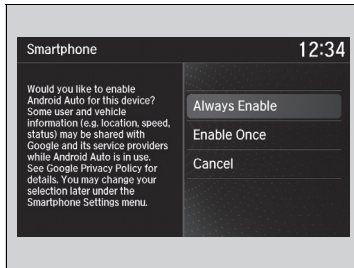 Smartphone
12:34
Would you like to enable
Android Auto for this device?
Some user and vehicle
information (e.g. location, speed,
status) may be shared with
Google and its service providers
while Android Auto is in use.
See Google Privacy Policy for
details. You may change your
selection later under the
Smartphone Settings menu.
Always Enable
Enable Once
Cancel